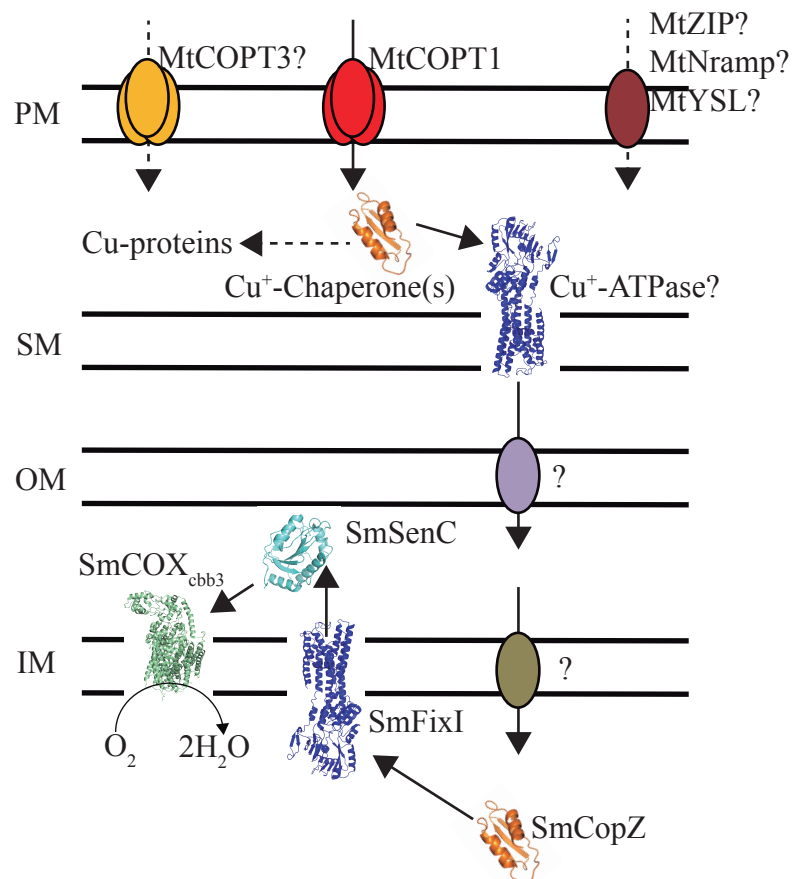 MtCOPT3?
MtCOPT1
MtZIP?
MtNramp?
MtYSL?
PM
Cu-proteins
Cu⁺-Chaperone(s)
Cu⁺-ATPase?
SM
OM
?
SmSenC
SmCOXcbb3
IM
?
SmFixI
O₂
2H₂O
SmCopZ